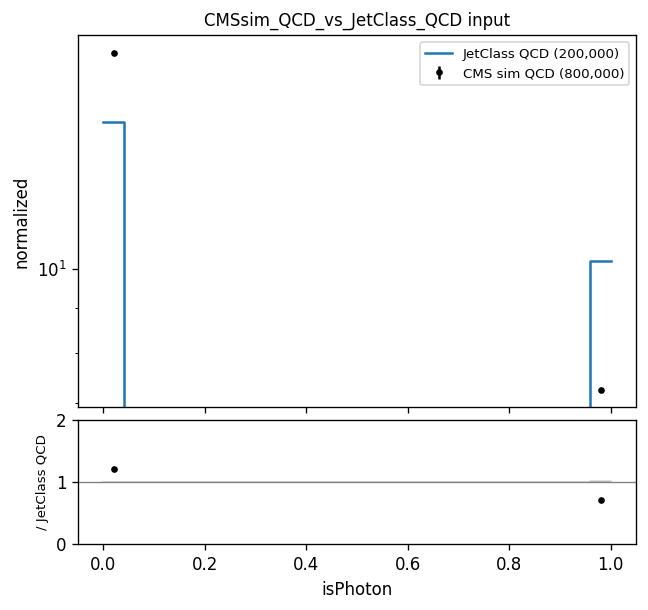 CMSsim_QCD_vs_JetClass_QCD input
JetClass QCD (200,000)
CMS sim QCD (800,000)
normalized
10^1
/ JetClass QCD
2
1
0
0.0 0.2 0.4 0.6 0.8 1.0
isPhoton